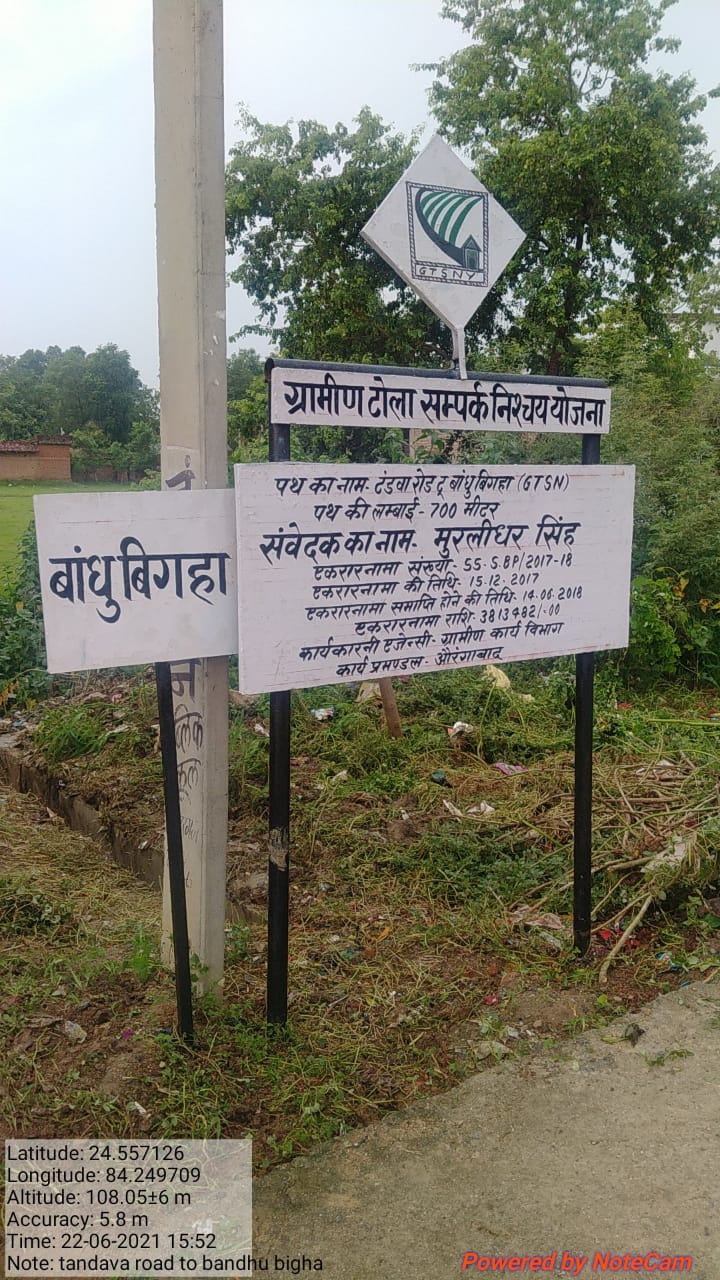 GTSNY
ग्रामीण टोला सम्पर्क निश्चय योजना
पथ का नाम- टंडवा रोड टू बांधु बिगहा (GTSN)
पथ की लम्बाई - 700 मीटर
संवेदक का नाम- मुरलीधर सिंह
एकरारनामा संख्या- 55. S.BP/2017-18
एकरारनामा की तिथि- 15.12.2017
एकरारनामा समाप्ति होने की तिथि- 14.06.2018
एकरारनामा राशि- 3813482/.00
कार्यकारनी एजेन्सी- ग्रामीण कार्य विभाग
कार्य प्रमण्डल- औरंगाबाद
बांधु बिगहा
Latitude: 24.557126
Longitude: 84.249709
Altitude: 108.05±6 m
Accuracy: 5.8 m
Time: 22-06-2021 15:52
Note: tandava road to bandhu bigha
Powered by NoteCam